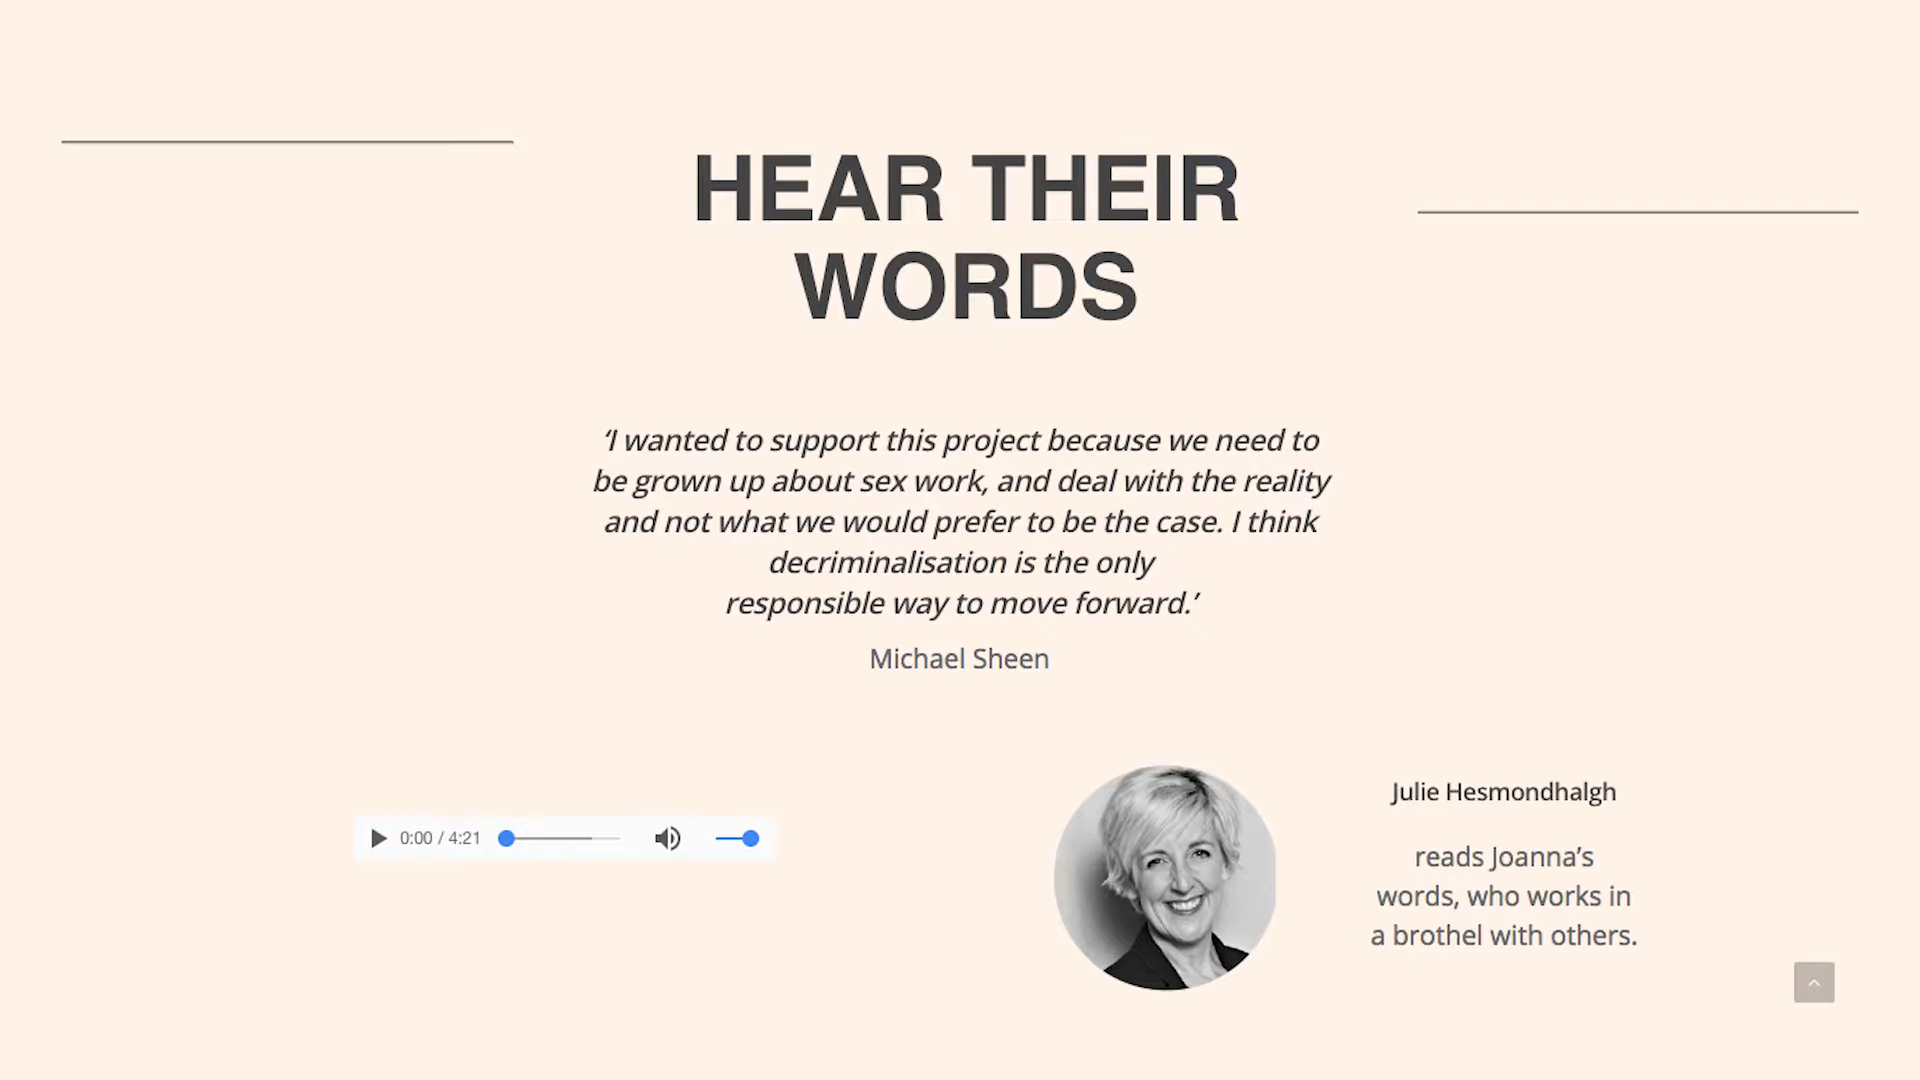 HEAR THEIR
WORDS
‘I wanted to support this project because we need to
be grown up about sex work, and deal with the reality
and not what we would prefer to be the case. I think
decriminalisation is the only
responsible way to move forward.’
Michael Sheen
0:00 / 4:21
Julie Hesmondhalgh
reads Joanna’s
words, who works in
a brothel with others.